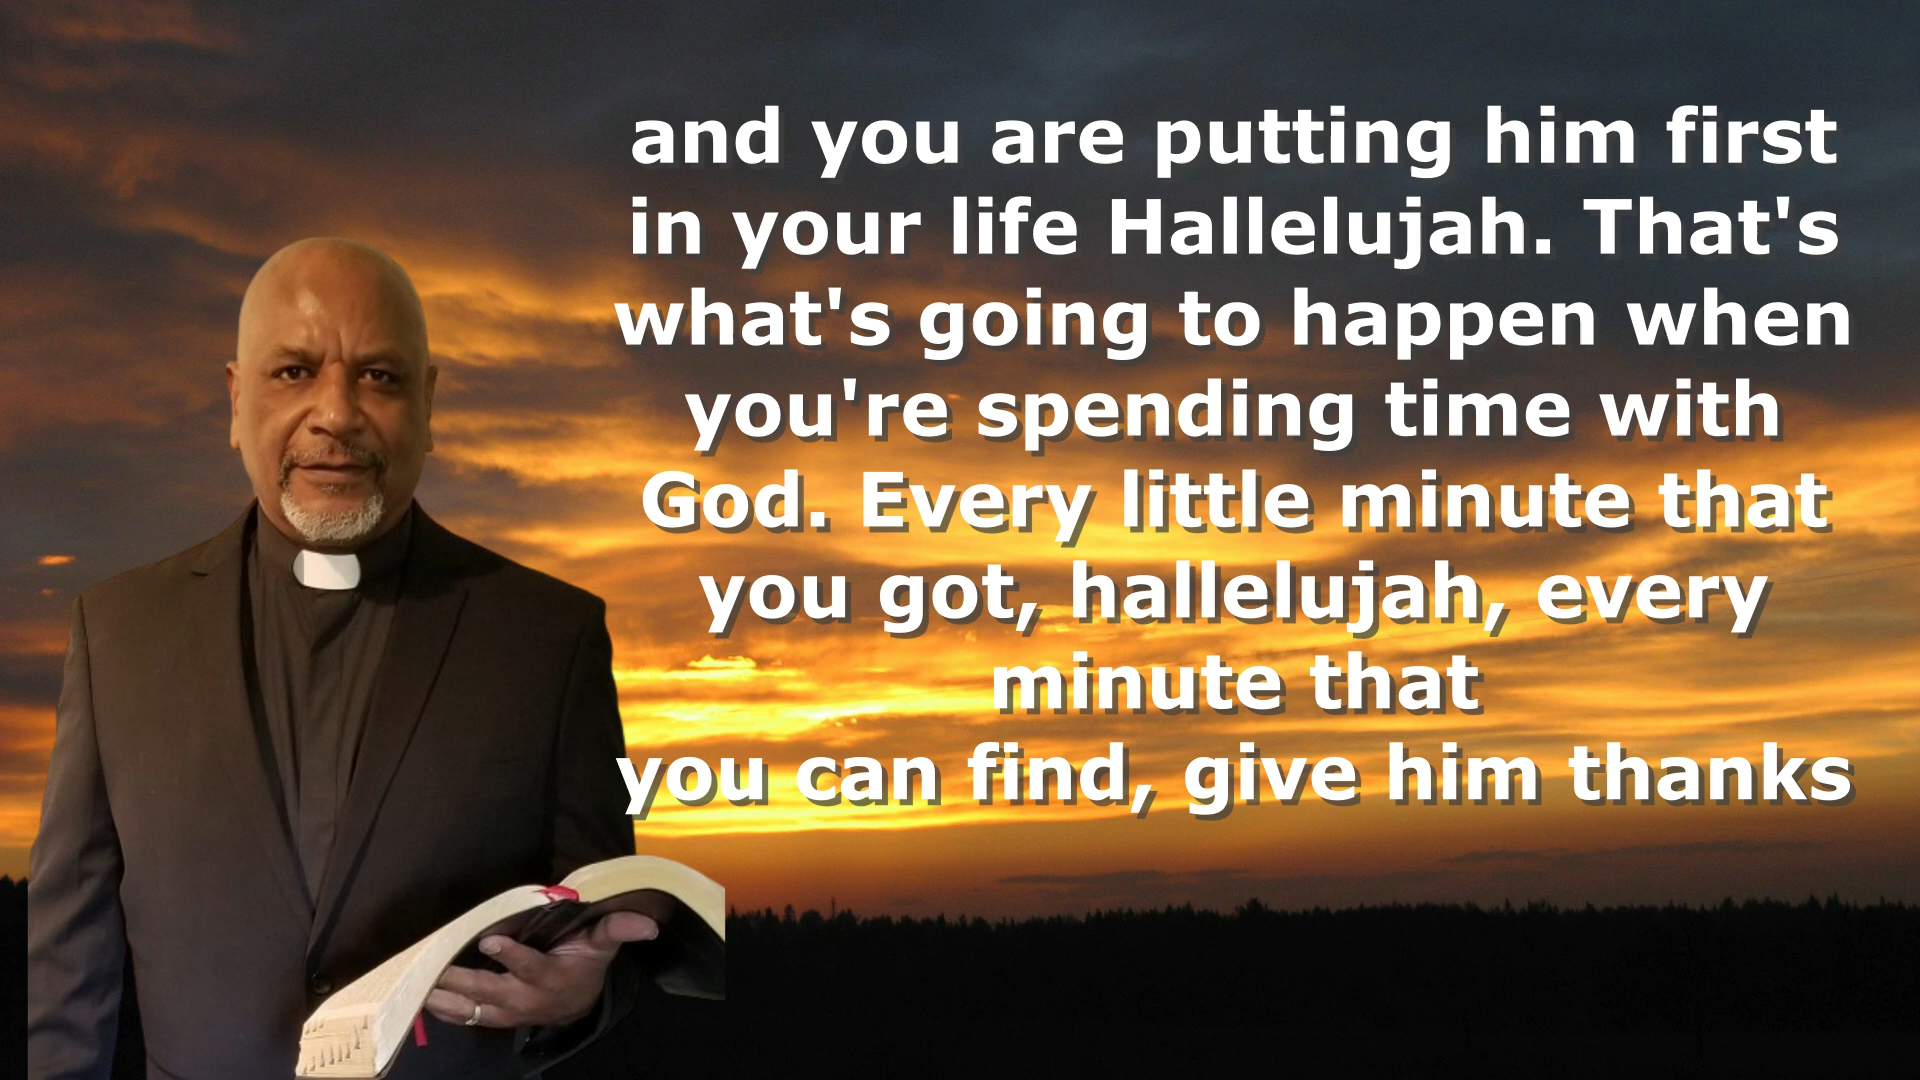 and you are putting him first
in your life Hallelujah. That's
what's going to happen when
you're spending time with
God. Every little minute that
you got, hallelujah, every
minute that
you can find, give him thanks